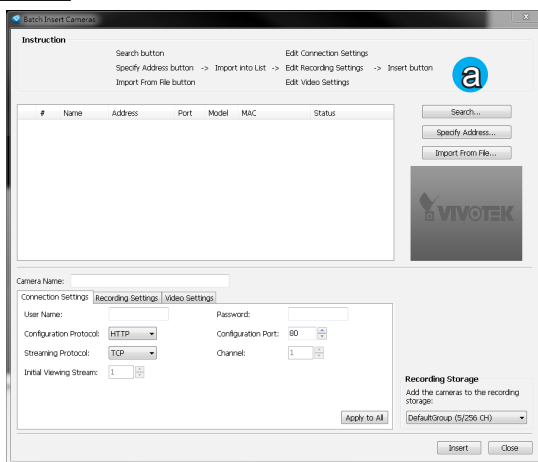 Batch Insert Cameras
Instruction
Search button Edit Connection Settings
Specify Address button -> Import into List -> Edit Recording Settings -> Insert button
Import From File button Edit Video Settings
a
# Name Address Port Model MAC Status
Search...
Specify Address...
Import From File...
VIVOTEK
Camera Name:
Connection Settings Recording Settings Video Settings
User Name: Password:
Configuration Protocol: HTTP Configuration Port: 80
Streaming Protocol: TCP Channel: 1
Initial Viewing Stream: 1
Apply to All
Recording Storage
Add the cameras to the recording
storage:
DefaultGroup (5/256 CH)
Insert Close